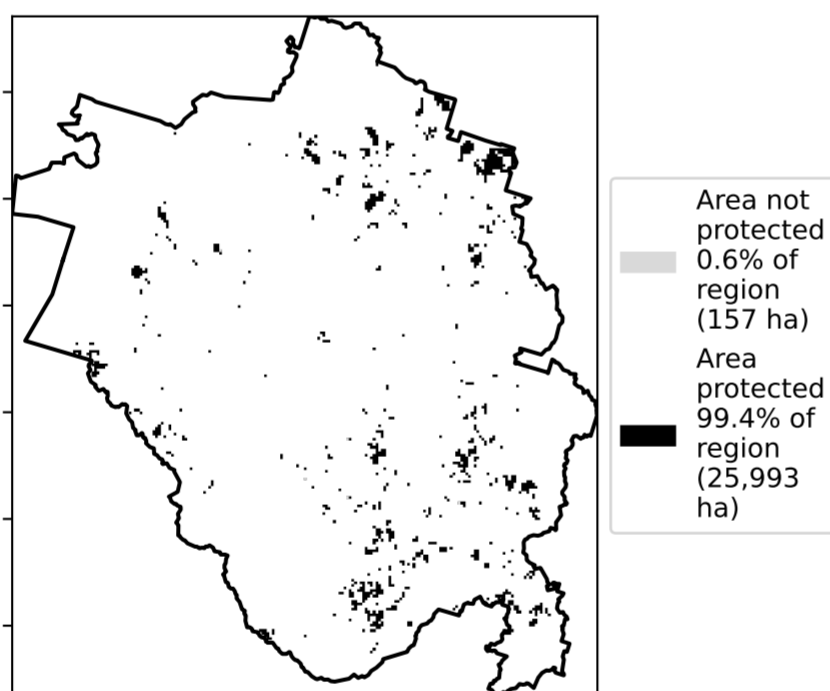 Area not
protected
0.6% of
region
(157 ha)
Area
protected
99.4% of
region
(25,993
ha)